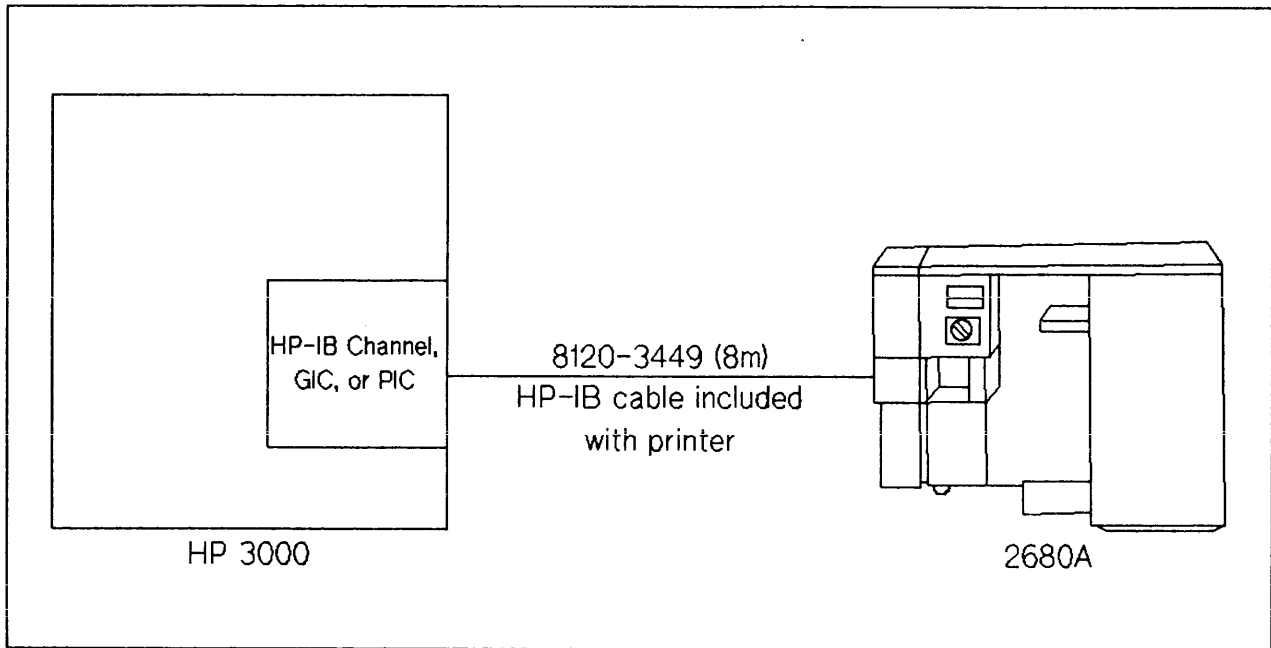 HP-IB Channel,
GIC, or PIC
8120-3449 (8m)
HP-IB cable included
with printer
HP 3000
2680A